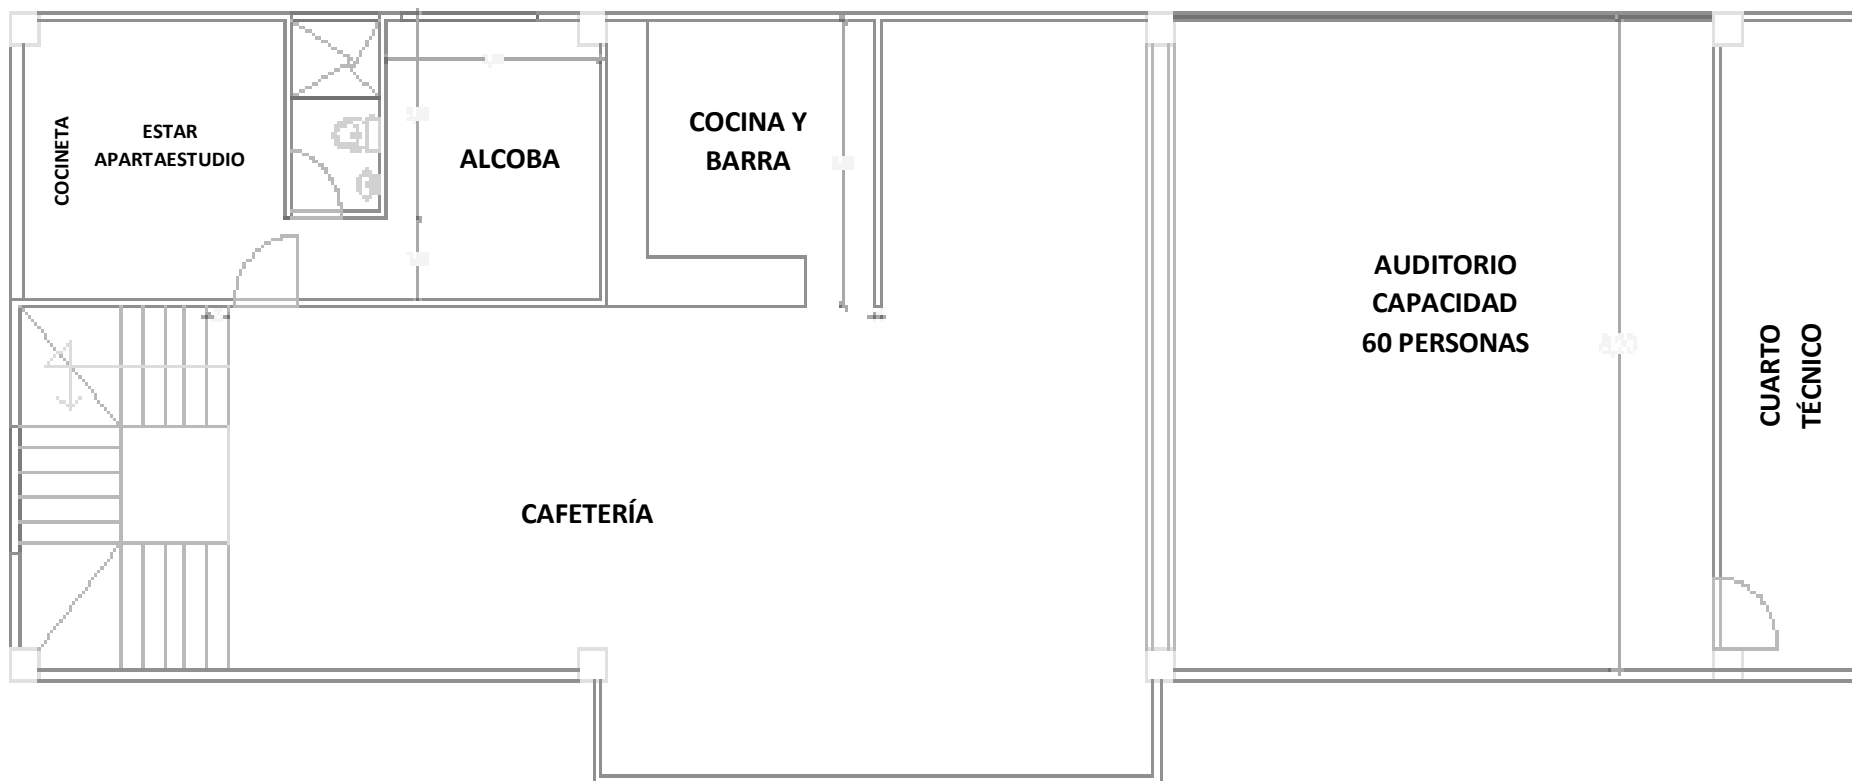 COCINETA
ESTAR
APARTAESTUDIO
ALCOBA
COCINA Y
BARRA
AUDITORIO
CAPACIDAD
60 PERSONAS
CUARTO
TÉCNICO
CAFETERÍA